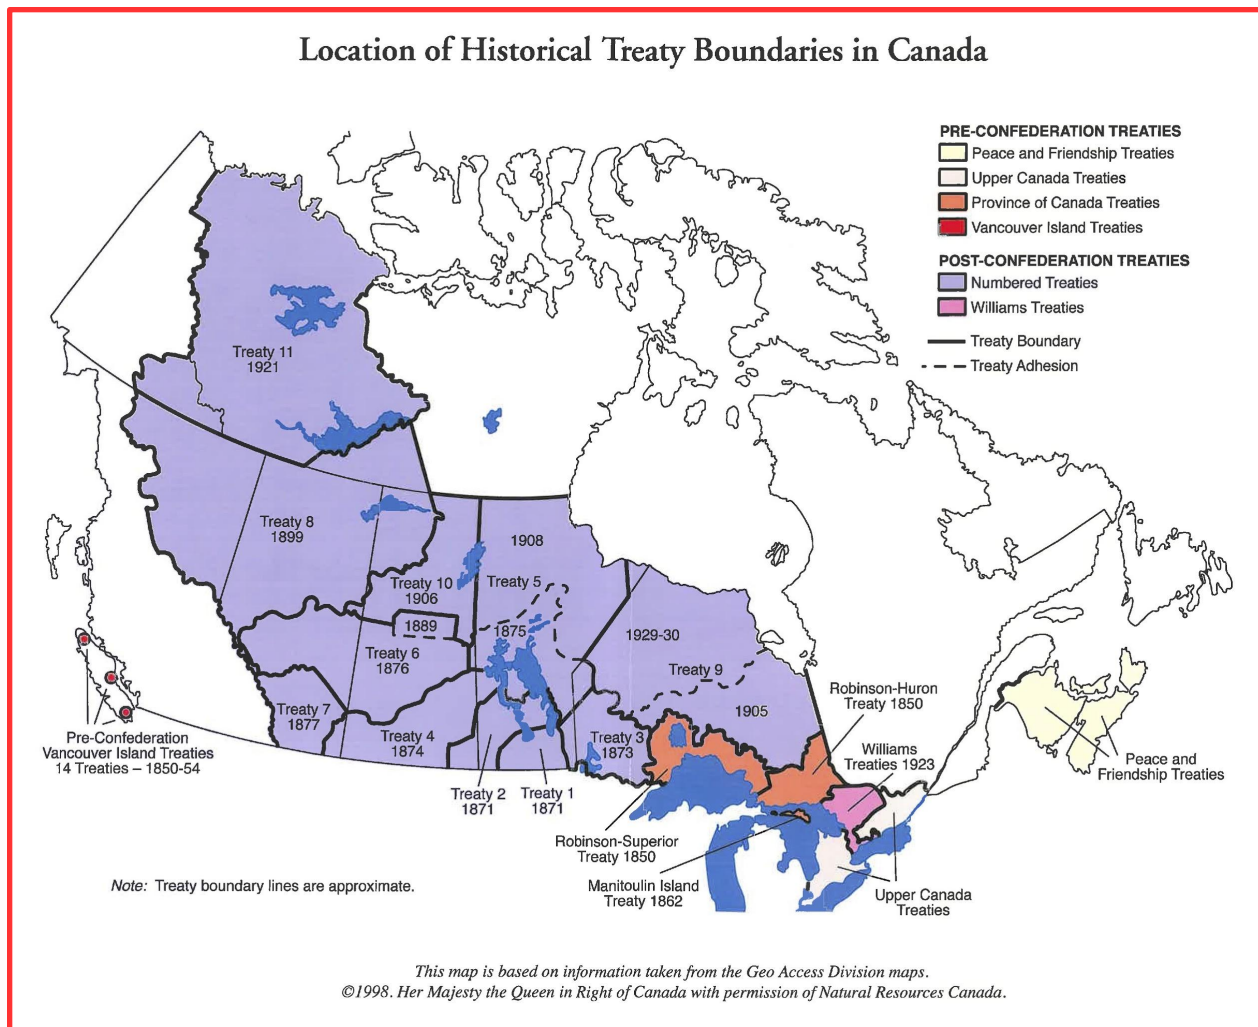 Location of Historical Treaty Boundaries in Canada
PRE-CONFEDERATION TREATIES
Peace and Friendship Treaties
Upper Canada Treaties
Province of Canada Treaties
Vancouver Island Treaties
POST-CONFEDERATION TREATIES
Numbered Treaties
Williams Treaties
Treaty Boundary
Treaty Adhesion
Treaty 11
1921
Treaty 8
1899
1908
Treaty 10
1906
Treaty 5
1889
1875
Treaty 6
1876
1929-30
Treaty 9
1905
Treaty 7
1877
Treaty 4
1874
Treaty 3
1873
Treaty 2
1871
Treaty 1
1871
Pre-Confederation
Vancouver Island Treaties
14 Treaties – 1850-54
Robinson-Huron
Treaty 1850
Williams
Treaties 1923
Peace and
Friendship Treaties
Robinson-Superior
Treaty 1850
Manitoulin Island
Treaty 1862
Upper Canada
Treaties
Note: Treaty boundary lines are approximate.
This map is based on information taken from the Geo Access Division maps.
©1998. Her Majesty the Queen in Right of Canada with permission of Natural Resources Canada.